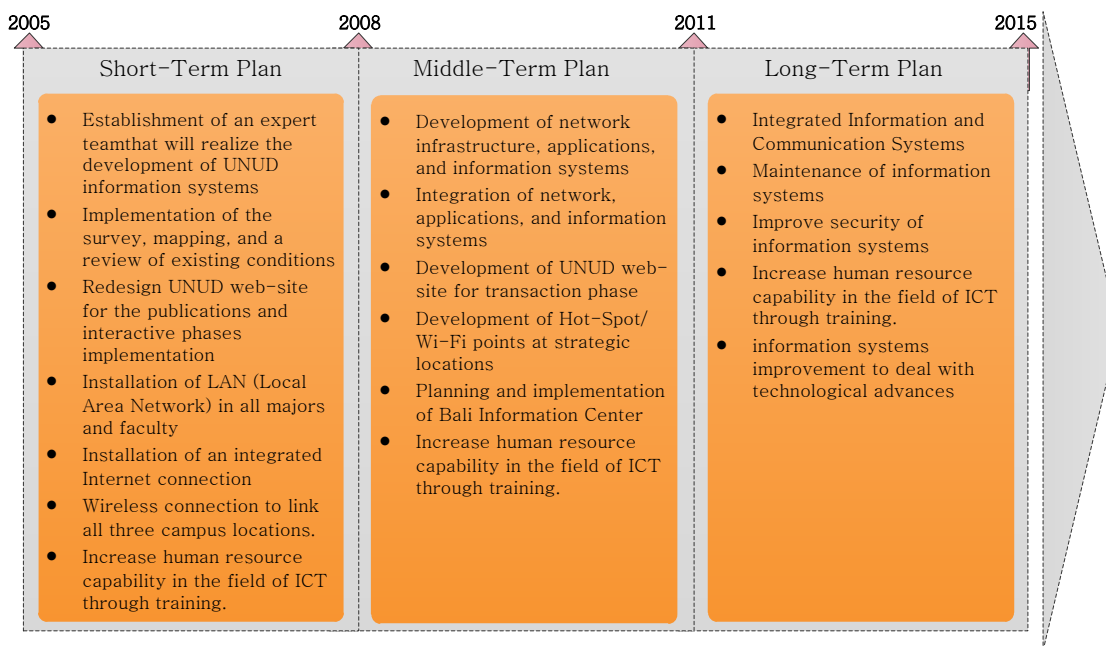 2005
2008
2011
2015
Short-Term Plan
● Establishment of an expert
teamthat will realize the
development of UNUD
information systems
● Implementation of the
survey, mapping, and a
review of existing conditions
● Redesign UNUD web-site
for the publications and
interactive phases
implementation
● Installation of LAN (Local
Area Network) in all majors
and faculty
● Installation of an integrated
Internet connection
● Wireless connection to link
all three campus locations.
● Increase human resource
capability in the field of ICT
through training.
Middle-Term Plan
● Development of network
infrastructure, applications,
and information systems
● Integration of network,
applications, and information
systems
● Development of UNUD web-
site for transaction phase
● Development of Hot-Spot/
Wi-Fi points at strategic
locations
● Planning and implementation
of Bali Information Center
● Increase human resource
capability in the field of ICT
through training.
Long-Term Plan
● Integrated Information and
Communication Systems
● Maintenance of information
systems
● Improve security of
information systems
● Increase human resource
capability in the field of ICT
through training.
● information systems
improvement to deal with
technological advances